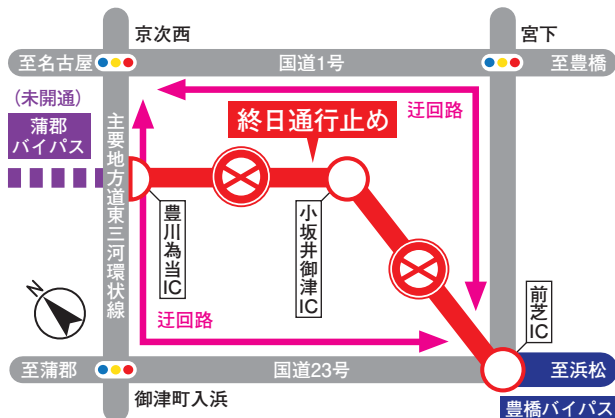 京次西
宮下
至名古屋
国道1号
至豊橋
(未開通)
蒲郡
バイパス
主要地方道東三河環状線
終日通行止め
迂回路
豊川為当IC
小坂井御津IC
前芝IC
N
迂回路
至蒲郡
国道23号
至浜松
御津町入浜
豊橋バイパス